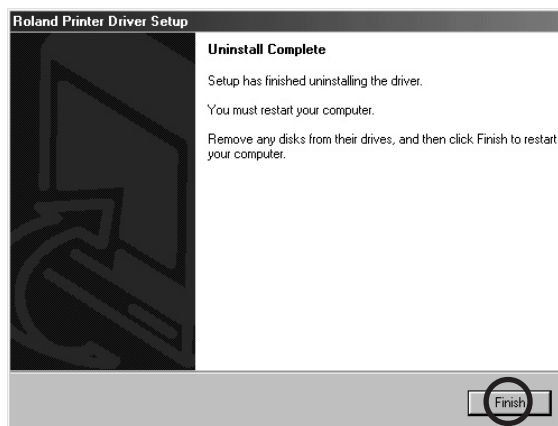 Roland Printer Driver Setup
Uninstall Complete
Setup has finished uninstalling the driver.
You must restart your computer.
Remove any disks from their drives, and then click Finish to restart
your computer.
Finish